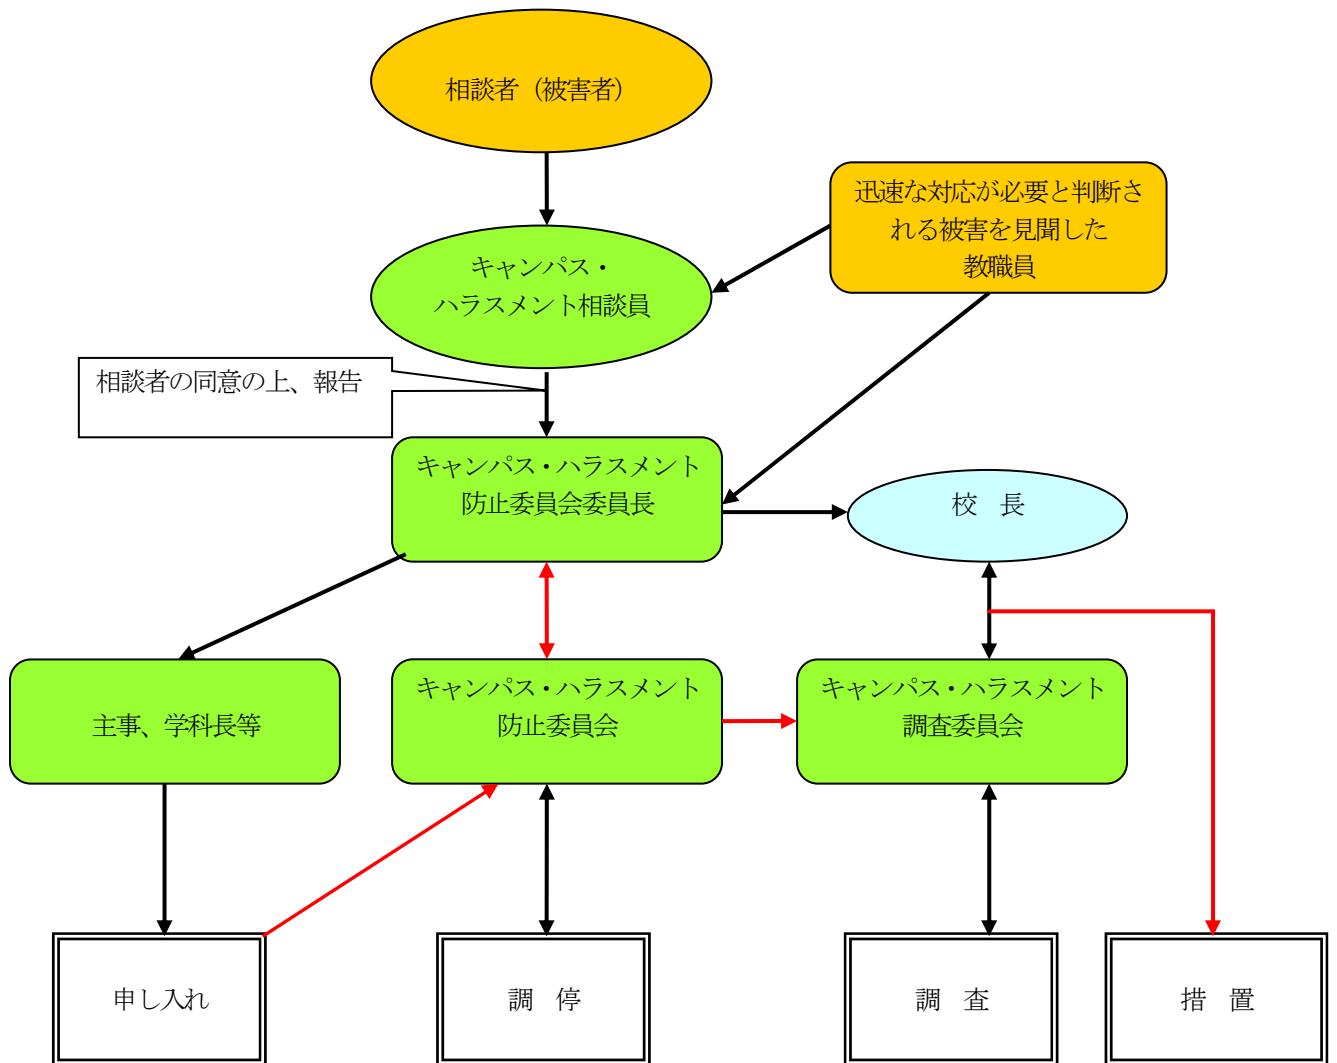 相談者（被害者）
迅速な対応が必要と判断さ
れる被害を見聞した
教職員
キャンパス・
ハラスメント相談員
相談者の同意の上、報告
キャンパス・ハラスメント
防止委員会委員長
校　長
主事、学科長等
キャンパス・ハラスメント
防止委員会
キャンパス・ハラスメント
調査委員会
申し入れ
調　停
調　査
措　置